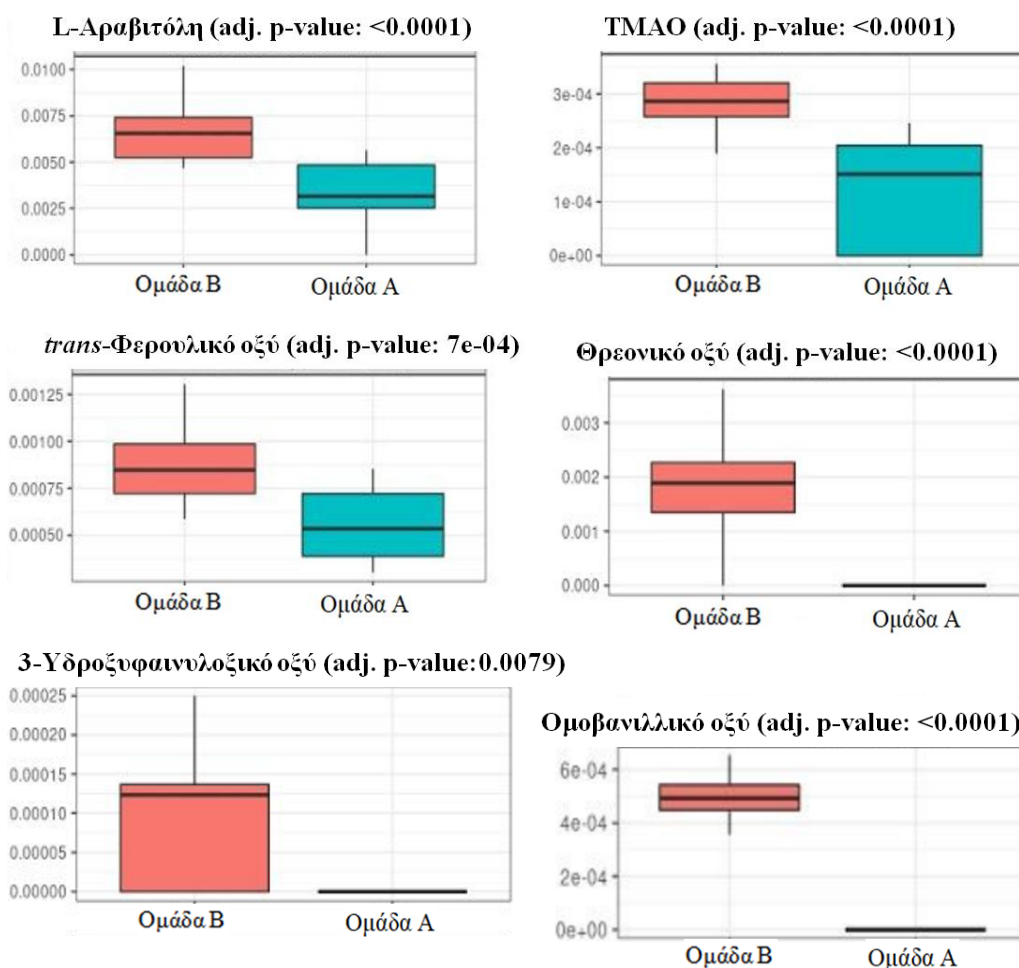 L-Αραβιτόλη (adj. p-value: <0.0001)
0.0100
0.0075
0.0050
0.0025
0.0000
Ομάδα Β Ομάδα Α
TMAO (adj. p-value: <0.0001)
3e-04
2e-04
1e-04
0e+00
Ομάδα Β Ομάδα Α
trans-Φερουλικό οξύ (adj. p-value: 7e-04)
0.00125
0.00100
0.00075
0.00050
Ομάδα Β Ομάδα Α
Θρεονικό οξύ (adj. p-value: <0.0001)
0.003
0.002
0.001
0.000
Ομάδα Β Ομάδα Α
3-Υδροξυφαινυλοξικό οξύ (adj. p-value:0.0079)
0.00025
0.00020
0.00015
0.00010
0.00005
0.00000
Ομάδα Β Ομάδα Α
Ομοβανιλλικό οξύ (adj. p-value: <0.0001)
6e-04
4e-04
2e-04
0e+00
Ομάδα Β Ομάδα Α